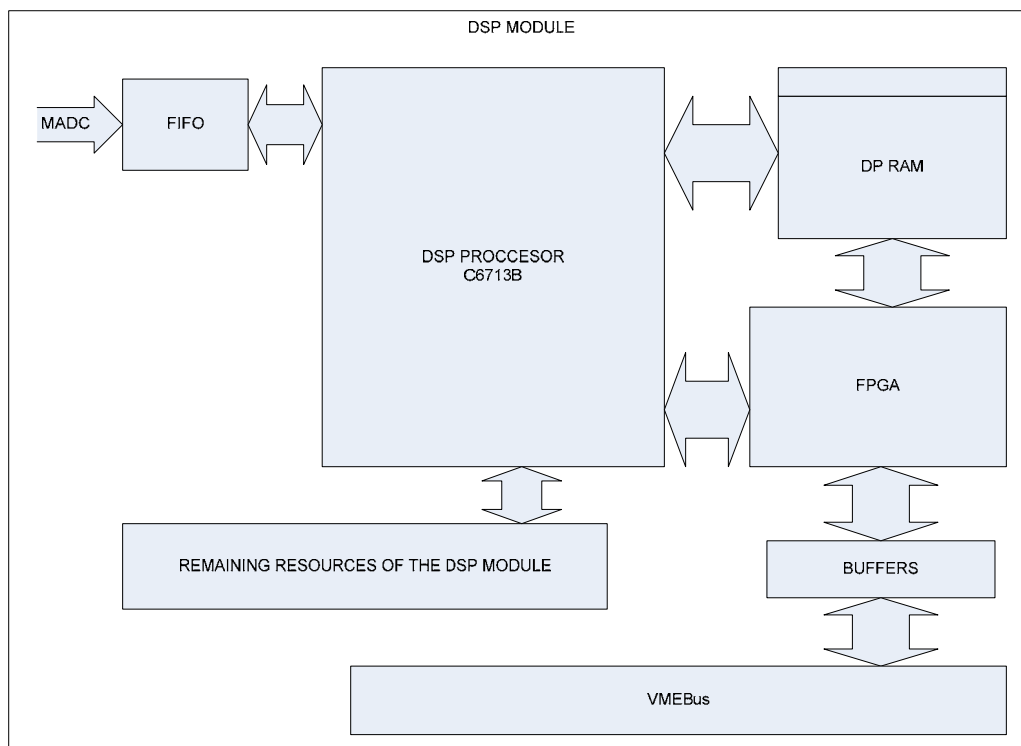 DSP MODULE
MADC
FIFO
DP RAM
DSP PROCCESOR
C6713B
FPGA
REMAINING RESOURCES OF THE DSP MODULE
BUFFERS
VMEBus